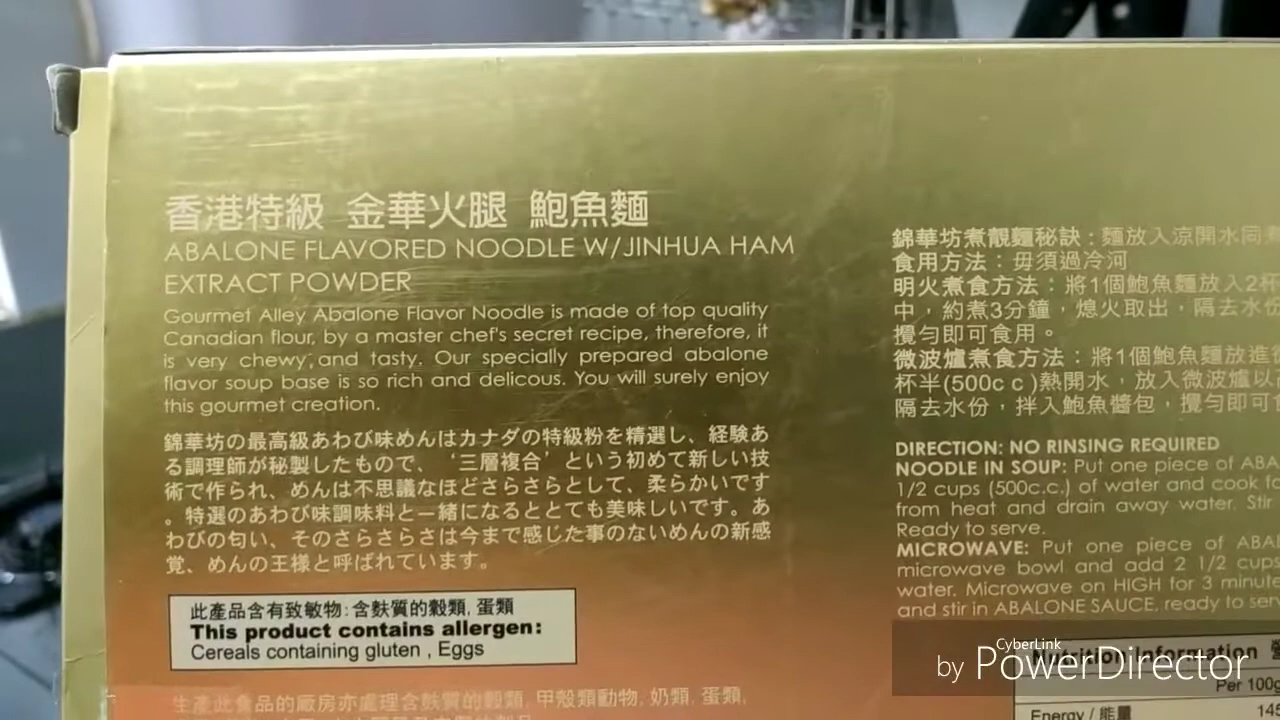 香港特級 金華火腿 鮑魚麵
ABALONE FLAVORED NOODLE W/JINHUA HAM
EXTRACT POWDER
Gourmet Alley Abalone Flavor Noodle is made of top quality
Canadian flour, by a master chef's secret recipe, therefore, it
is very chewy, and tasty. Our specially prepared abalone
flavor soup base is so rich and delicous. You will surely enjoy
this gourmet creation.
錦華坊の最高級あわび味めんはカナダの特級粉を精選し、経験あ
る調理師が秘製したもので、‘三層複合’という初めて新しい技
術で作られ、めんは不思議なほどさらさらとして、柔らかいです
。特選のあわび味調味料と一緒になるととても美味しいです。あ
わびの匂い、そのさらさらさは今まで感じた事のないめんの新感
覚、めんの王様と呼ばれています。
此產品含有致敏物:含麩質的穀類, 蛋類
This product contains allergen:
Cereals containing gluten , Eggs
生產此食品的廠房亦處理含麩質的穀類, 甲殼類動物, 奶類, 蛋類,
錦華坊煮靚麵秘訣:麵放入涼開水同
食用方法:毋須過冷河
明火煮食方法:將1個鮑魚麵放入2杯
中,約煮3分鐘,熄火取出,隔去水份
攪勻即可食用。
微波爐煮食方法:將1個鮑魚麵放進
杯半(500c c )熱開水,放入微波爐以
隔去水份,拌入鮑魚醬包,攪勻即可
DIRECTION: NO RINSING REQUIRED
NOODLE IN SOUP: Put one piece of ABA
1/2 cups (500c.c.) of water and cook fo
from heat and drain away water. Stir
Ready to serve.
MICROWAVE: Put one piece of ABA
microwave bowl and add 2 1/2 cups
water. Microwave on HIGH for 3 minute
and stir in ABALONE SAUCE, ready to serv
Nutrition Information
Per 100g
Energy / 能量 145
CyberLink
by PowerDirector